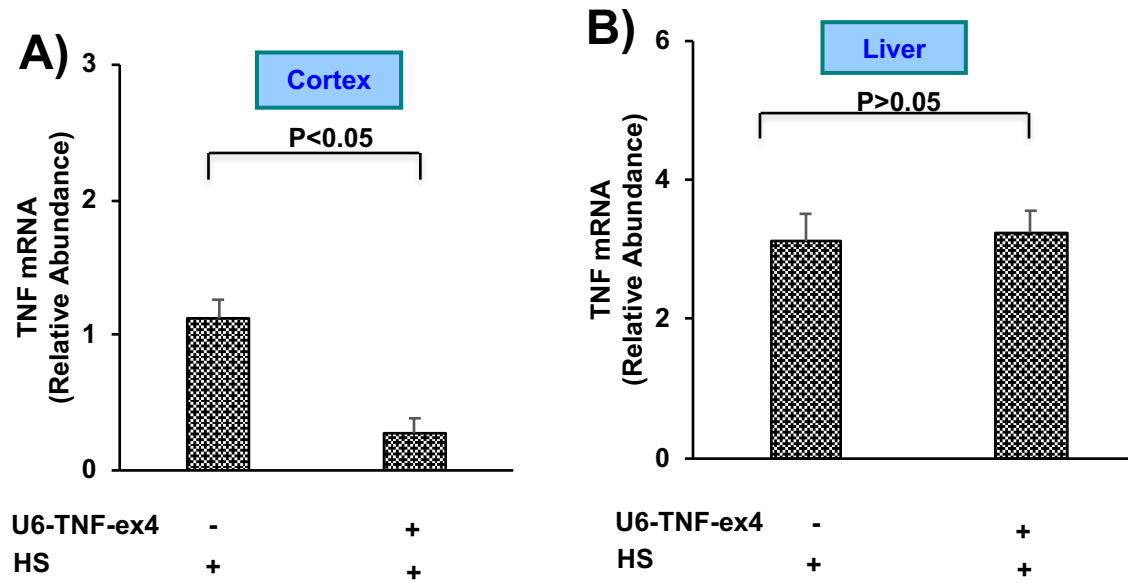 A)
Cortex
P<0.05
TNF mRNA
(Relative Abundance)
3
2
1
0
U6-TNF-ex4 - +
HS + +
B)
Liver
P>0.05
TNF mRNA
(Relative Abundance)
6
4
2
0
U6-TNF-ex4 - +
HS + +